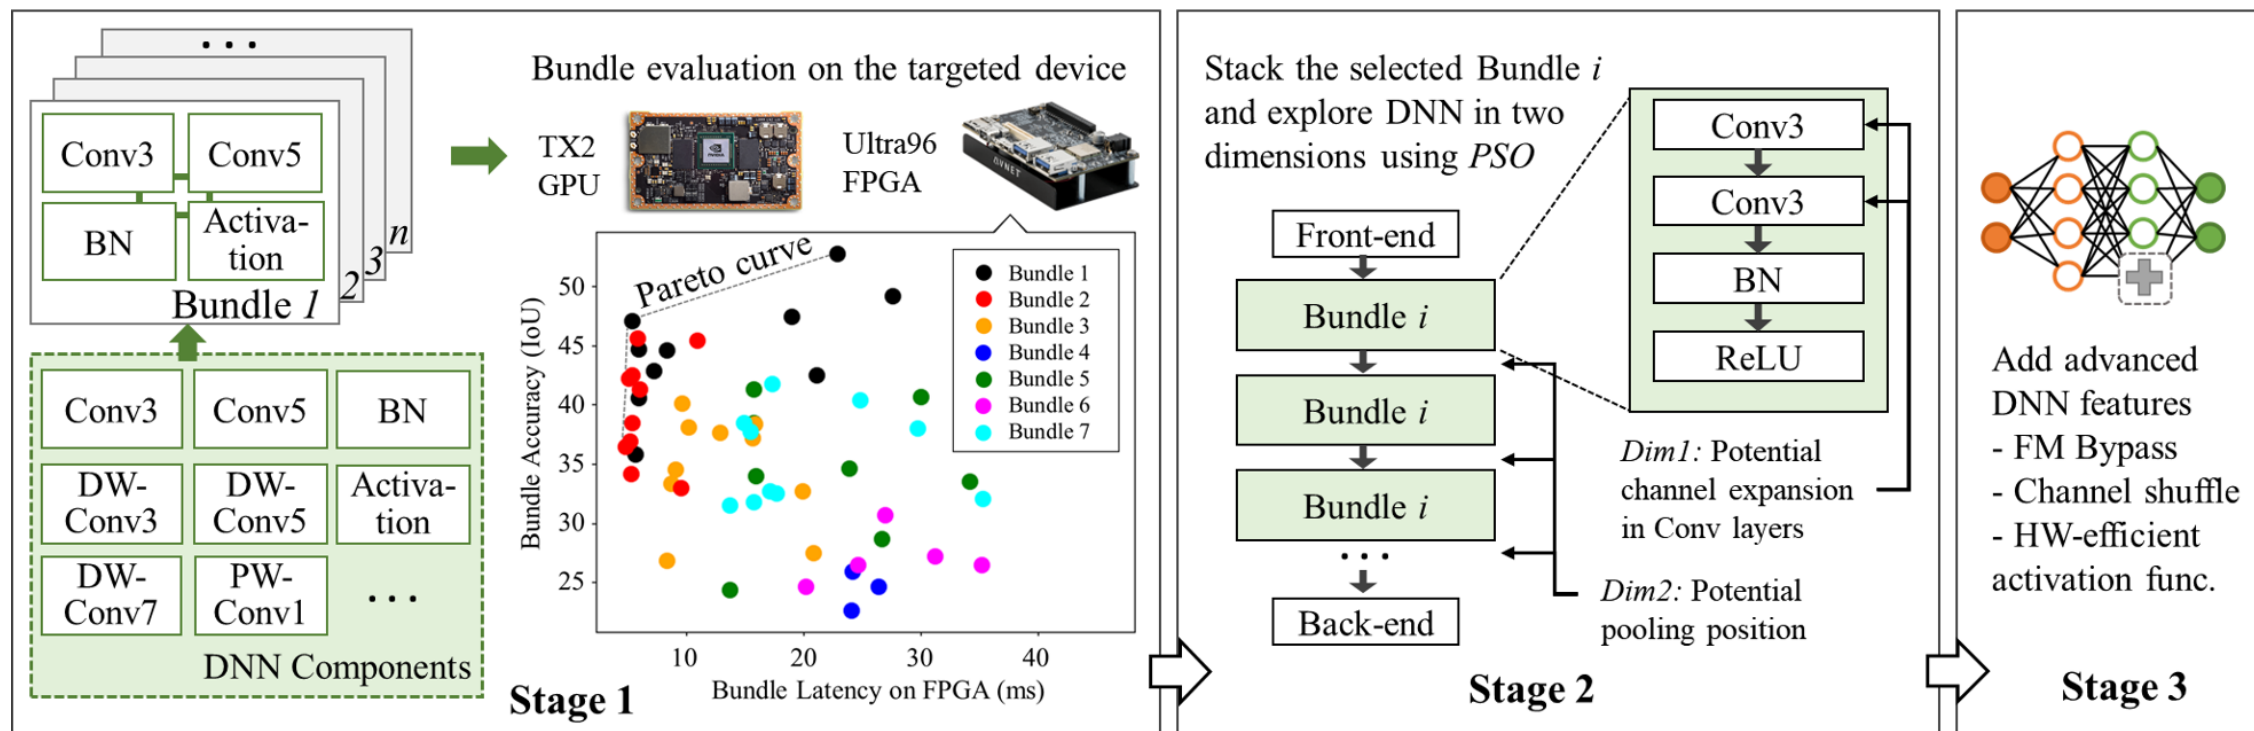 . . .
Conv3
Conv5
BN
Activa-
tion
Bundle 1
2
3
n
Conv3
Conv5
BN
DW-
Conv3
DW-
Conv5
Activa-
tion
DW-
Conv7
PW-
Conv1
. . .
DNN Components
Bundle evaluation on the targeted device
TX2
GPU
Ultra96
FPGA
AVNET
Pareto curve
Bundle 1
Bundle 2
Bundle 3
Bundle 4
Bundle 5
Bundle 6
Bundle 7
Bundle Accuracy (IoU)
50
45
40
35
30
25
10
20
30
40
Bundle Latency on FPGA (ms)
Stage 1
Stack the selected Bundle i
and explore DNN in two
dimensions using PSO
Front-end
Bundle i
Bundle i
Bundle i
. . .
Back-end
Conv3
Conv3
BN
ReLU
Dim1: Potential
channel expansion
in Conv layers
Dim2: Potential
pooling position
Stage 2
Add advanced
DNN features
- FM Bypass
- Channel shuffle
- HW-efficient
activation func.
Stage 3